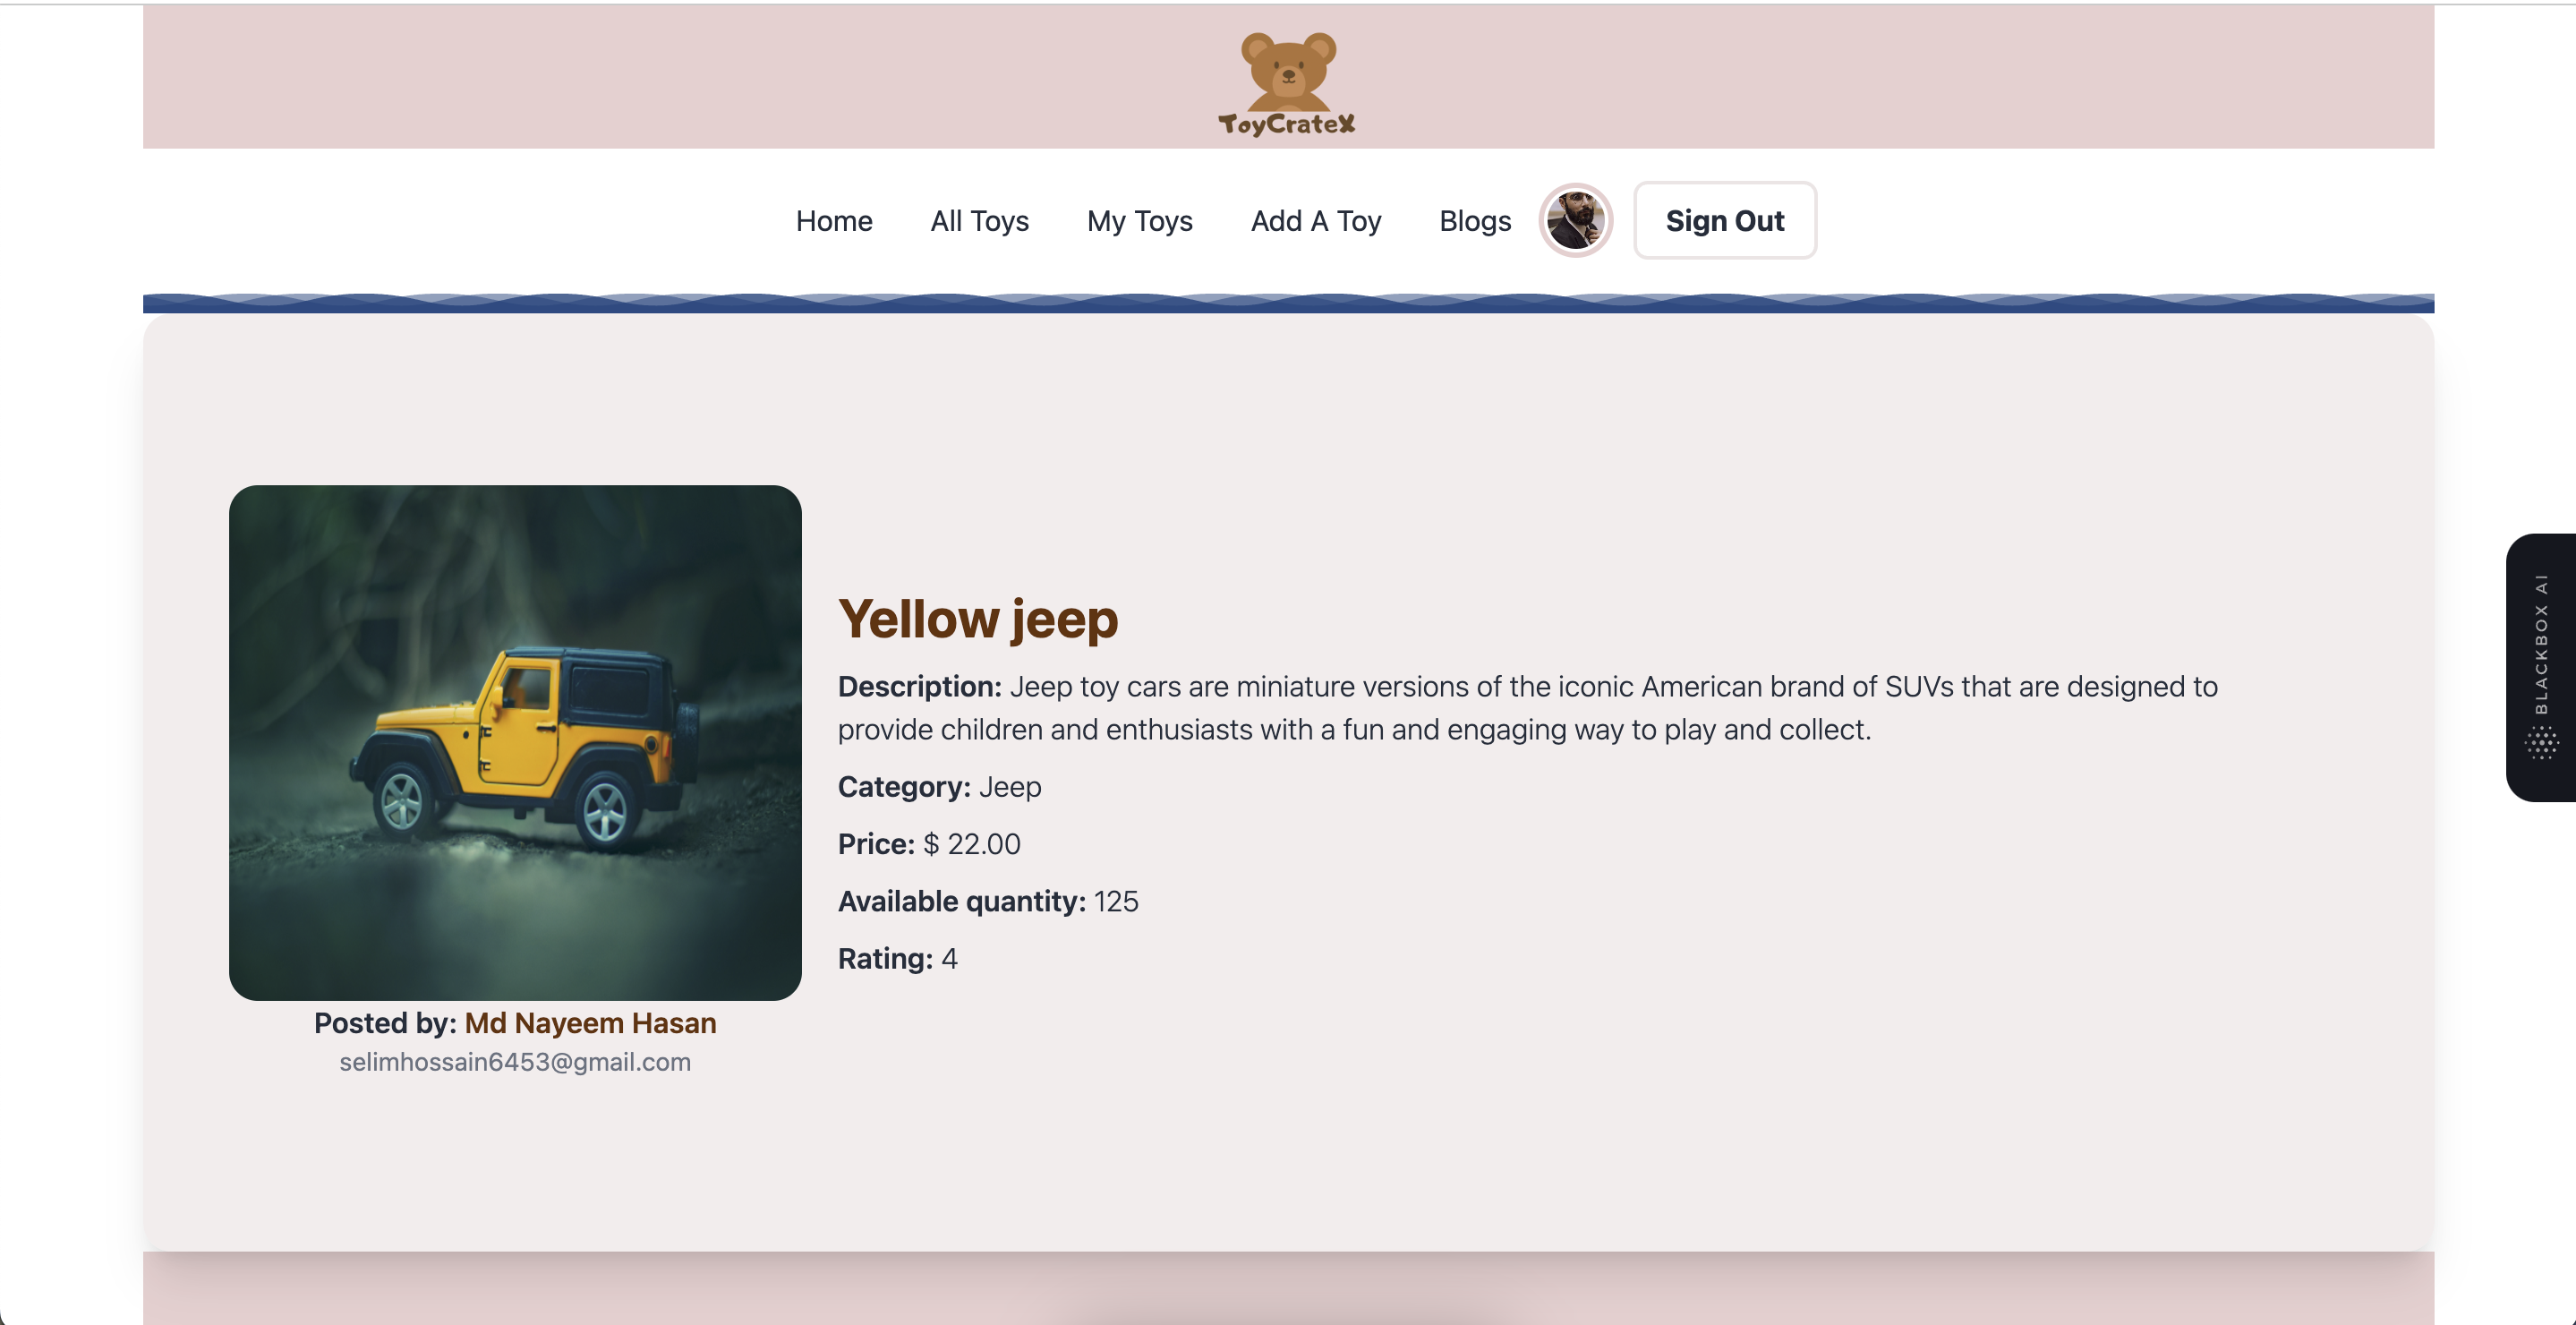 ToyCrateX
Home All Toys My Toys Add A Toy Blogs Sign Out
Yellow jeep
Description: Jeep toy cars are miniature versions of the iconic American brand of SUVs that are designed to
provide children and enthusiasts with a fun and engaging way to play and collect.
Category: Jeep
Price: $ 22.00
Available quantity: 125
Rating: 4
Posted by: Md Nayeem Hasan
selimhossain6453@gmail.com
BLACKBOX AI